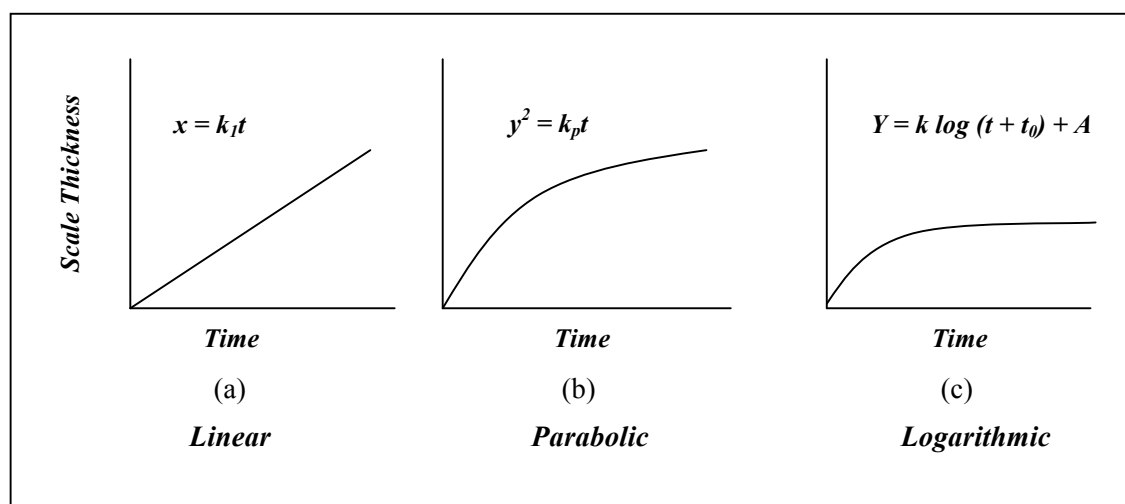 Scale Thickness
x = k₁t
Time
(a)
Linear
y² = kₚt
Time
(b)
Parabolic
Y = k log (t + t₀) + A
Time
(c)
Logarithmic